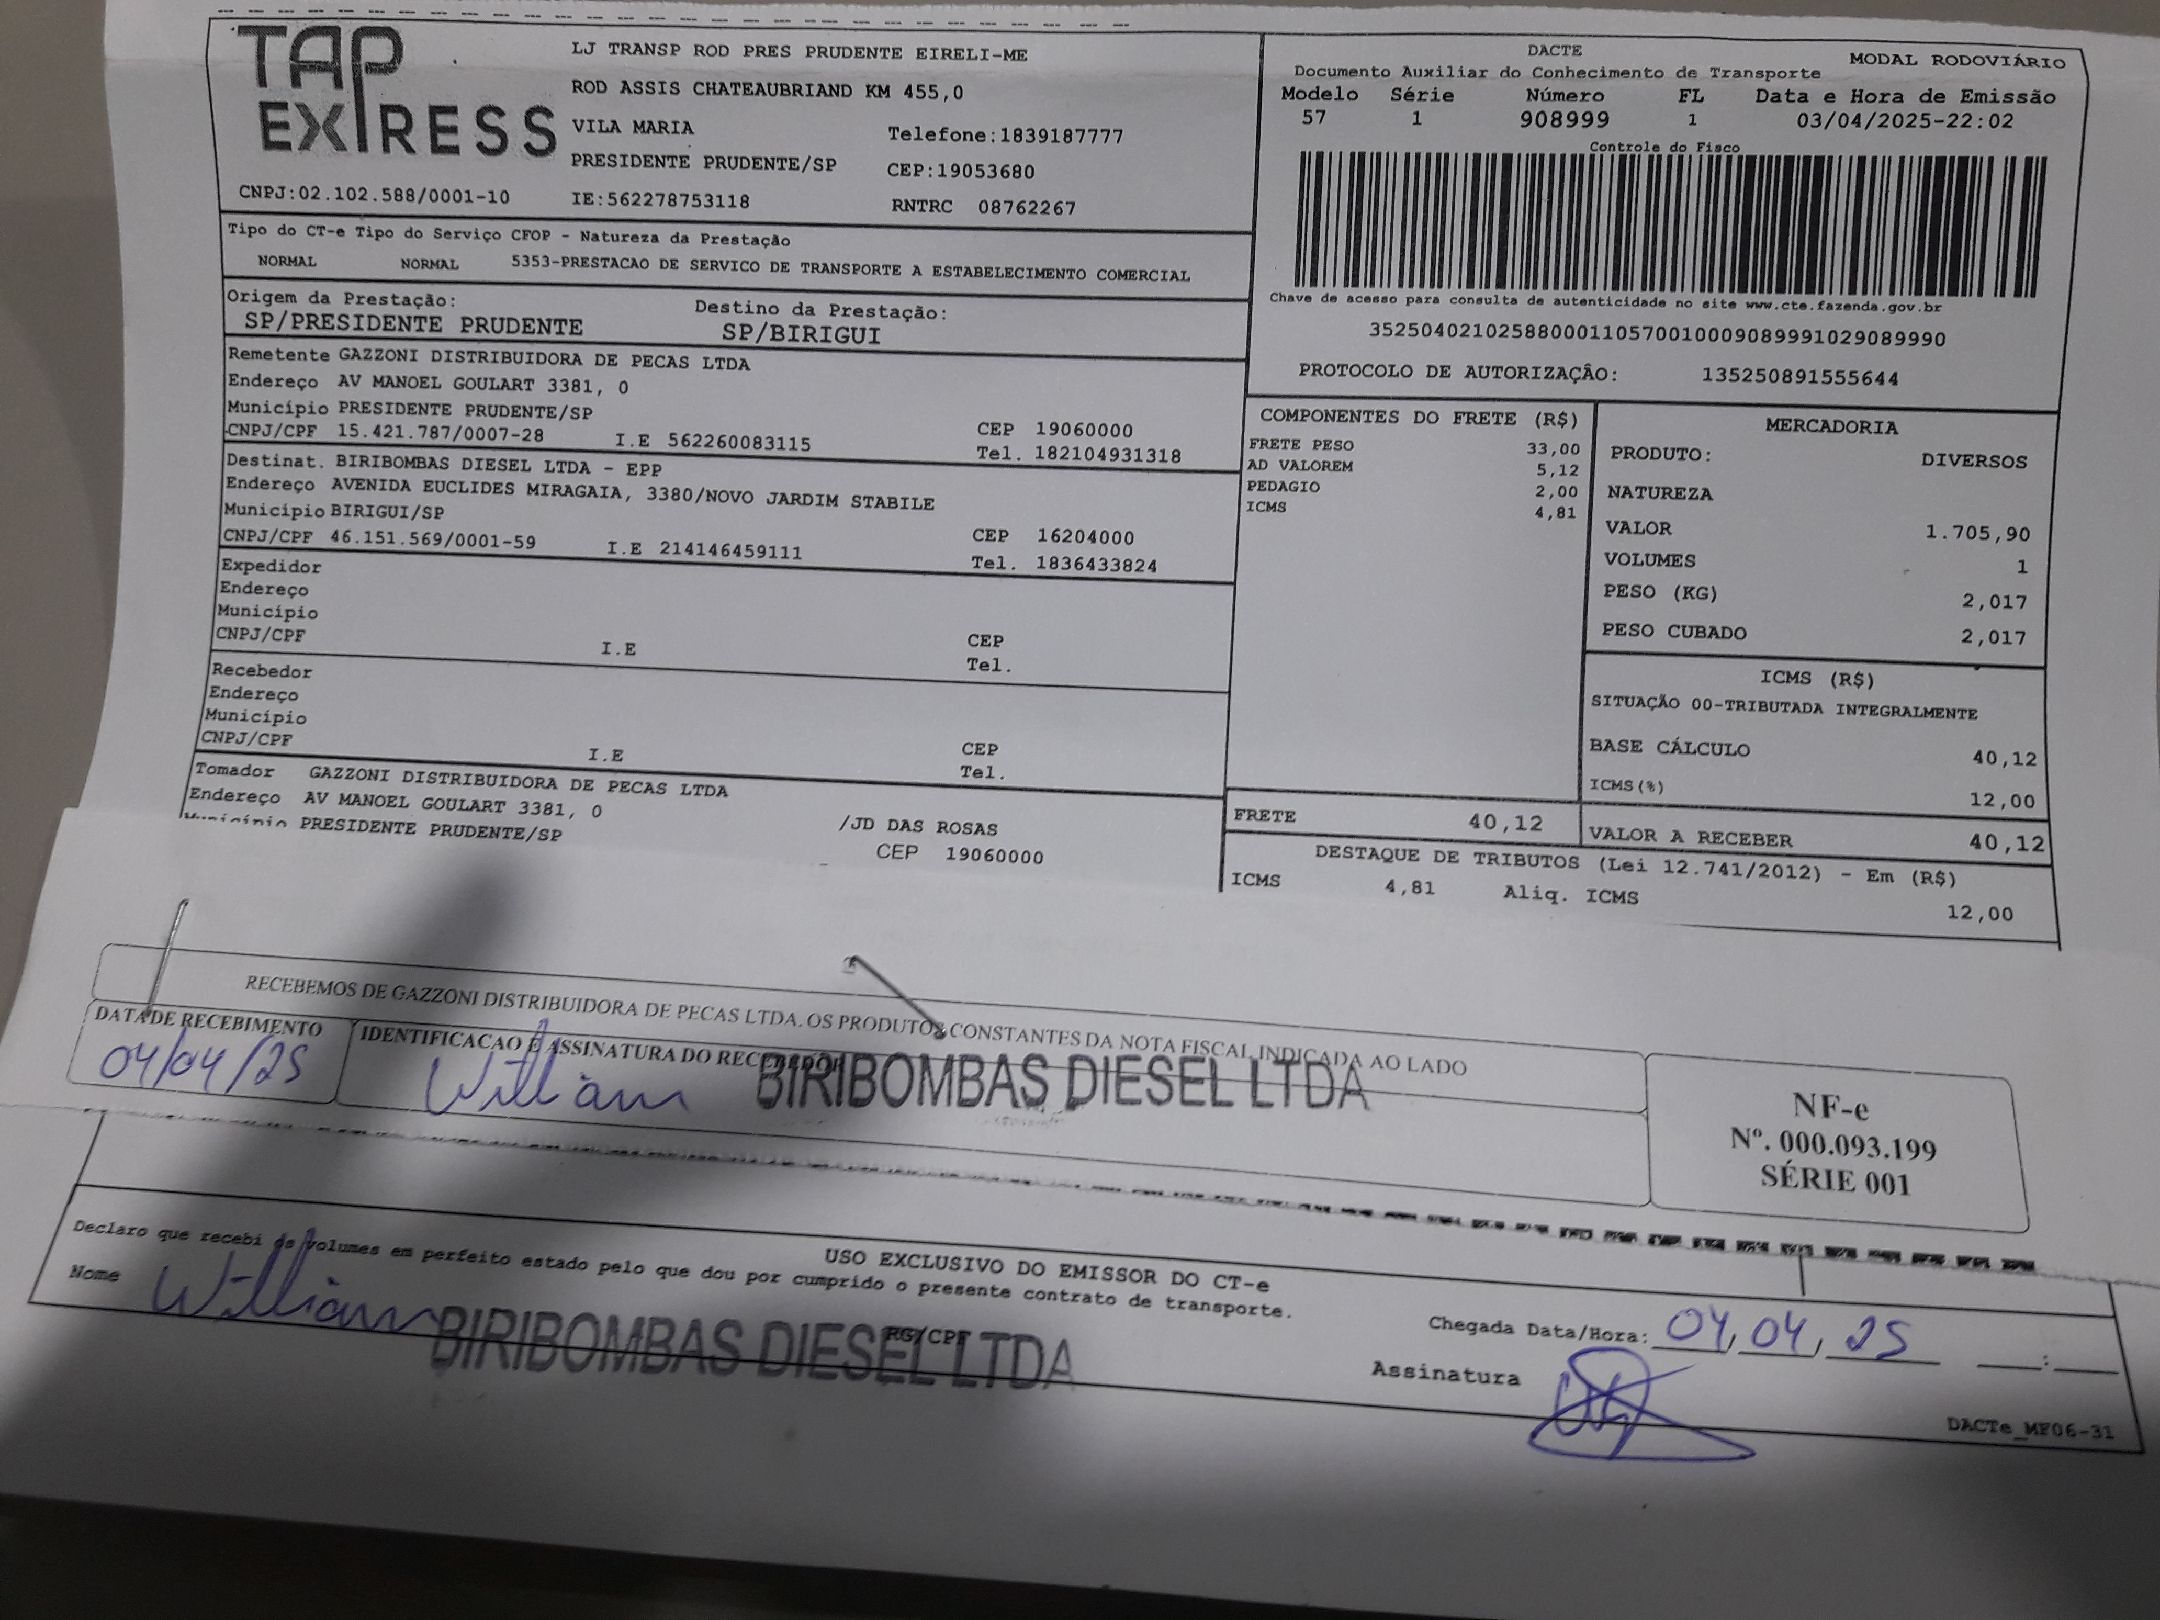 TAP EXPRESS
LJ TRANSP ROD PRES PRUDENTE EIRELI-ME
ROD ASSIS CHATEAUBRIAND KM 455,0
VILA MARIA Telefone:1839187777
PRESIDENTE PRUDENTE/SP CEP:19053680
CNPJ:02.102.588/0001-10 IE:562278753118 RNTRC 08762267
DACTE MODAL RODOVIÁRIO
Documento Auxiliar do Conhecimento de Transporte
Modelo Série Número FL Data e Hora de Emissão
57 1 908999 1 03/04/2025-22:02
Controle do Fisco
Chave de acesso para consulta de autenticidade no site www.cte.fazenda.gov.br
35250402102588000110570010009089991029089990
PROTOCOLO DE AUTORIZAÇÃO: 135250891555644
Tipo do CT-e Tipo do Serviço CFOP - Natureza da Prestação
NORMAL NORMAL 5353-PRESTACAO DE SERVICO DE TRANSPORTE A ESTABELECIMENTO COMERCIAL
Origem da Prestação: Destino da Prestação:
SP/PRESIDENTE PRUDENTE SP/BIRIGUI
Remetente GAZZONI DISTRIBUIDORA DE PECAS LTDA
Endereço AV MANOEL GOULART 3381, 0
Município PRESIDENTE PRUDENTE/SP CEP 19060000
CNPJ/CPF 15.421.787/0007-28 I.E 562260083115 Tel. 182104931318
Destinat. BIRIBOMBAS DIESEL LTDA - EPP
Endereço AVENIDA EUCLIDES MIRAGAIA, 3380/NOVO JARDIM STABILE
Município BIRIGUI/SP CEP 16204000
CNPJ/CPF 46.151.569/0001-59 I.E 214146459111 Tel. 1836433824
Expedidor
Endereço
Município CEP
CNPJ/CPF I.E Tel.
Recebedor
Endereço
Município CEP
CNPJ/CPF I.E Tel.
Tomador GAZZONI DISTRIBUIDORA DE PECAS LTDA
Endereço AV MANOEL GOULART 3381, 0 /JD DAS ROSAS
Município PRESIDENTE PRUDENTE/SP CEP 19060000
COMPONENTES DO FRETE (R$)
FRETE PESO 33,00
AD VALOREM 5,12
PEDAGIO 2,00
ICMS 4,81
MERCADORIA
PRODUTO: DIVERSOS
NATUREZA
VALOR 1.705,90
VOLUMES 1
PESO (KG) 2,017
PESO CUBADO 2,017
ICMS (R$)
SITUAÇÃO 00-TRIBUTADA INTEGRALMENTE
BASE CÁLCULO 40,12
ICMS(%) 12,00
FRETE 40,12 VALOR A RECEBER 40,12
DESTAQUE DE TRIBUTOS (Lei 12.741/2012) - Em (R$)
ICMS 4,81 Aliq. ICMS 12,00
RECEBEMOS DE GAZZONI DISTRIBUIDORA DE PECAS LTDA. OS PRODUTOS CONSTANTES DA NOTA FISCAL INDICADA AO LADO
DATA DE RECEBIMENTO IDENTIFICACAO E ASSINATURA DO RECEBEDOR
04/04/25 Willian BIRIBOMBAS DIESEL LTDA
NF-e
Nº. 000.093.199
SÉRIE 001
USO EXCLUSIVO DO EMISSOR DO CT-e
Declaro que recebi os volumes em perfeito estado pelo que dou por cumprido o presente contrato de transporte.
Nome Willian BIRIBOMBAS DIESEL LTDA RG/CPF
Chegada Data/Hora: 04/04/25 :
Assinatura
DACTe_MF06-31